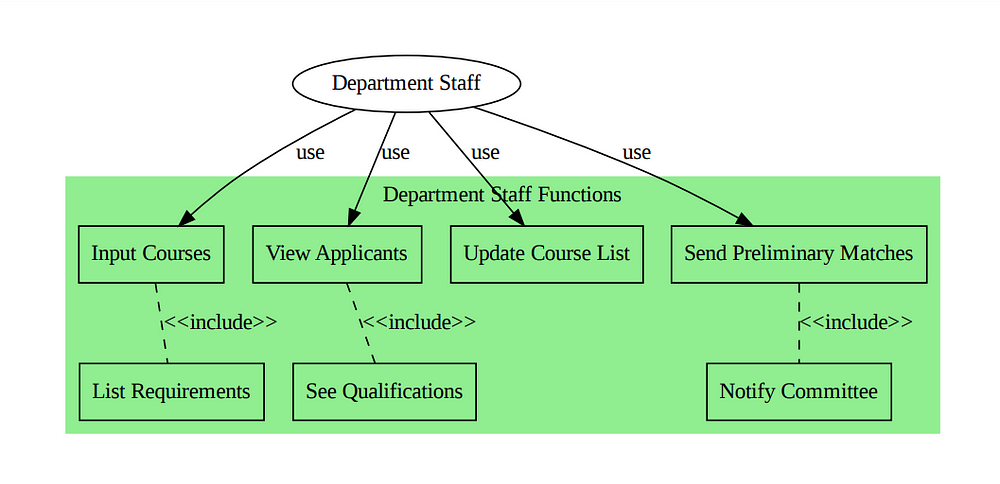 Department Staff
use
use
use
use
Department Staff Functions
Input Courses
View Applicants
Update Course List
Send Preliminary Matches
<<include>>
<<include>>
<<include>>
List Requirements
See Qualifications
Notify Committee